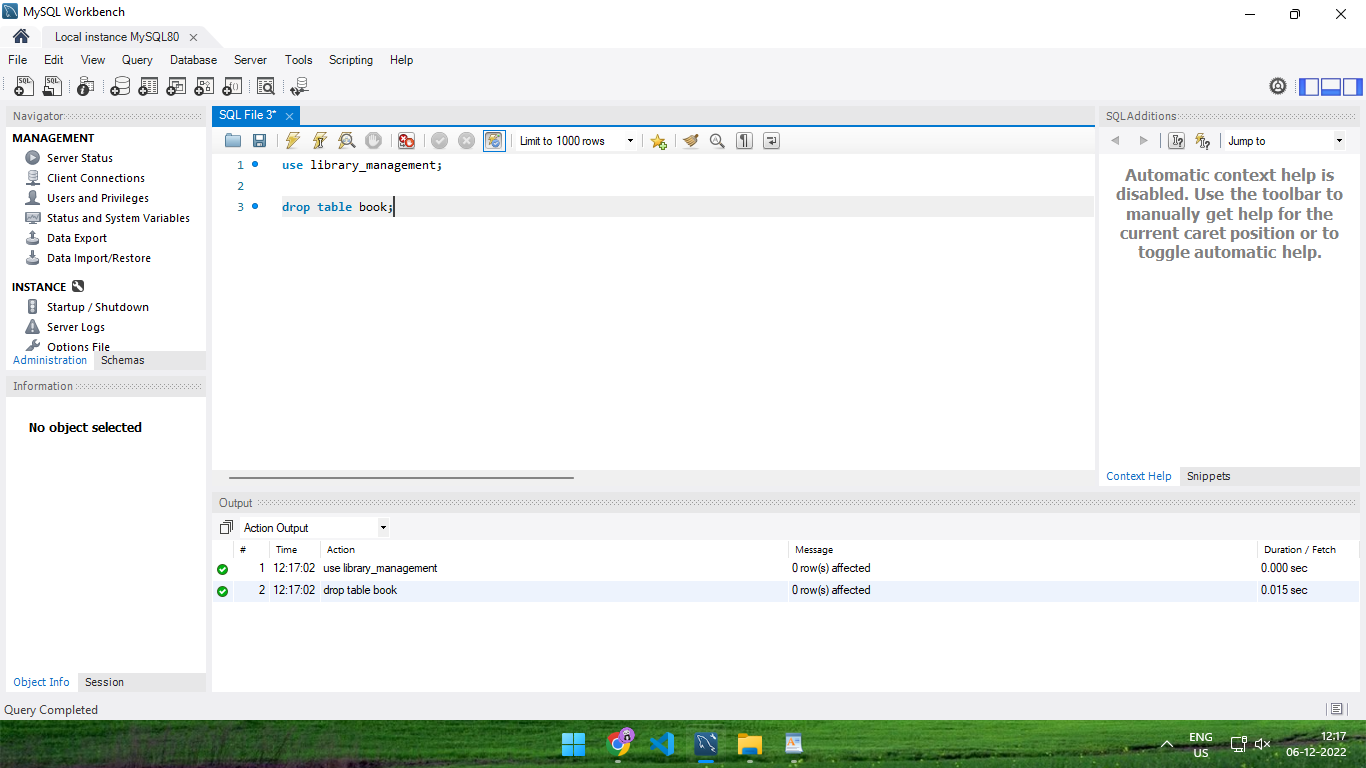 MySQL Workbench
Local instance MySQL80
File Edit View Query Database Server Tools Scripting Help
Navigator
MANAGEMENT
Server Status
Client Connections
Users and Privileges
Status and System Variables
Data Export
Data Import/Restore
INSTANCE
Startup / Shutdown
Server Logs
Options File
Administration Schemas
Information
No object selected
Object Info Session
SQL File 3*
Limit to 1000 rows
1 use library_management;
2
3 drop table book;
SQLAdditions
Jump to
Automatic context help is
disabled. Use the toolbar to
manually get help for the
current caret position or to
toggle automatic help.
Context Help Snippets
Output
Action Output
# Time Action Message Duration / Fetch
1 12:17:02 use library_management 0 row(s) affected 0.000 sec
2 12:17:02 drop table book 0 row(s) affected 0.015 sec
Query Completed
ENG
US
12:17
06-12-2022